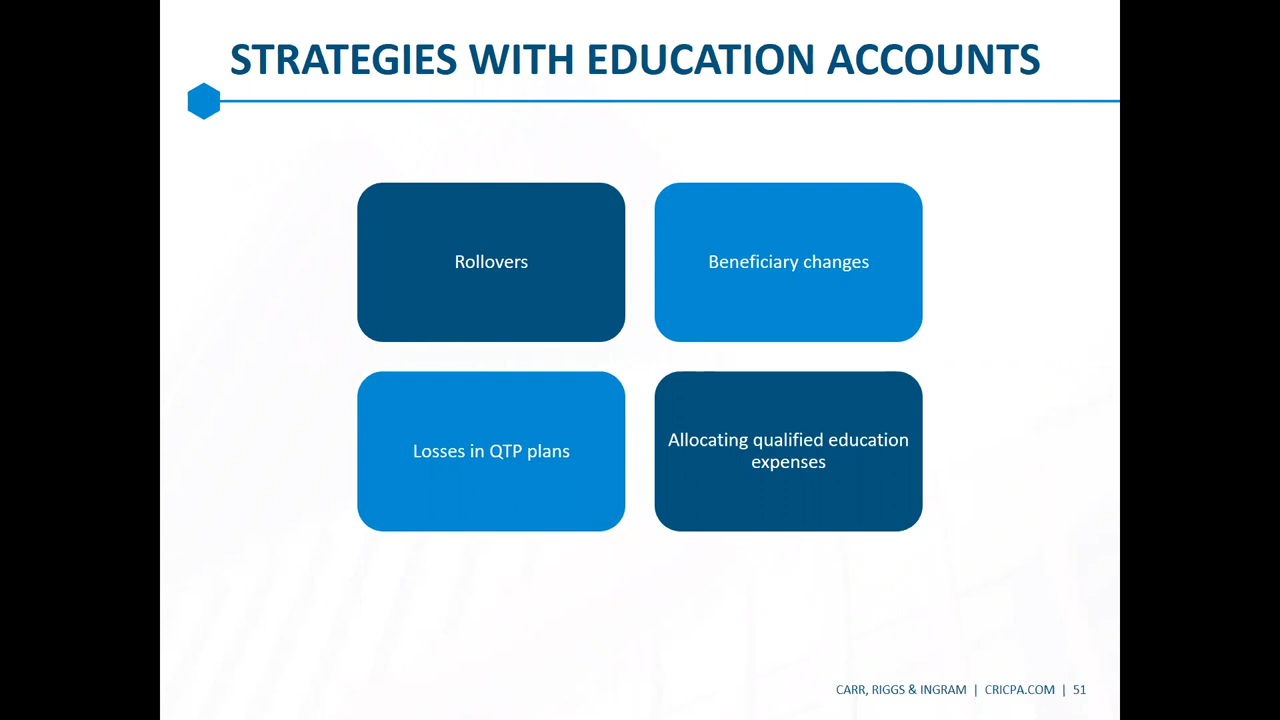 STRATEGIES WITH EDUCATION ACCOUNTS
Rollovers
Beneficiary changes
Losses in QTP plans
Allocating qualified education
expenses
CARR, RIGGS & INGRAM | CRICPA.COM | 51